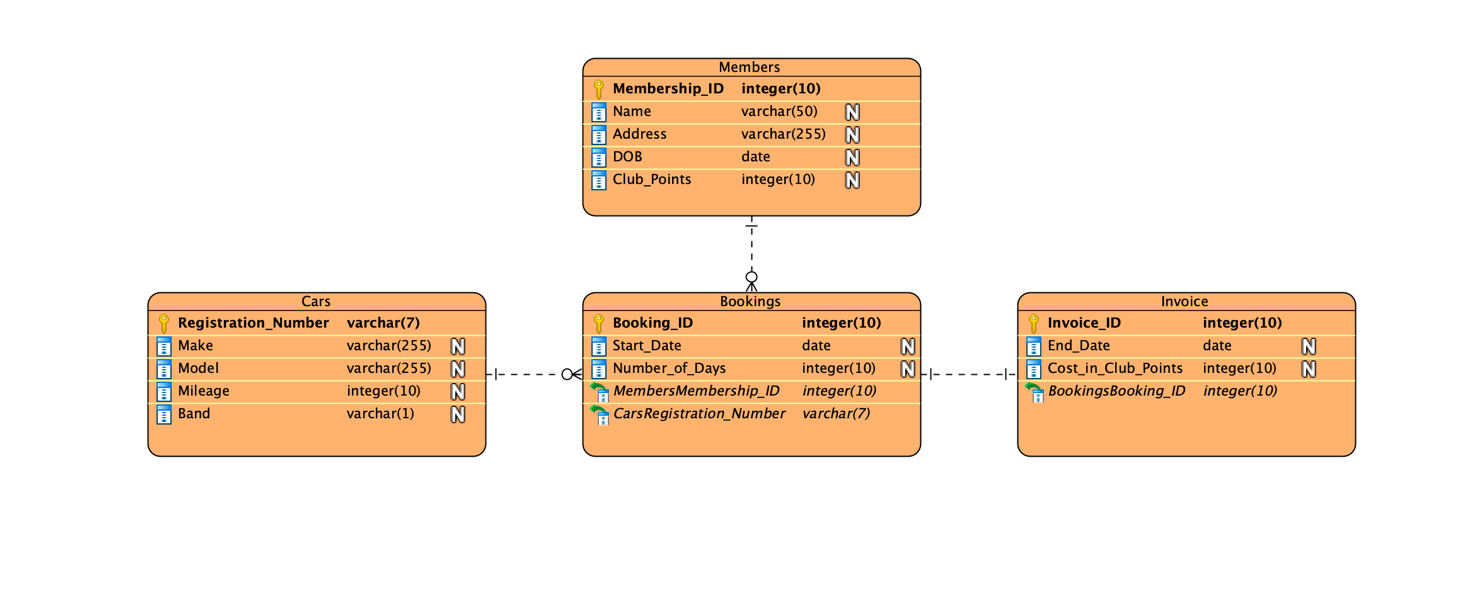 Members
Membership_ID integer(10)
Name varchar(50) N
Address varchar(255) N
DOB date N
Club_Points integer(10) N
Cars
Registration_Number varchar(7)
Make varchar(255) N
Model varchar(255) N
Mileage integer(10) N
Band varchar(1) N
Bookings
Booking_ID integer(10)
Start_Date date N
Number_of_Days integer(10) N
MembersMembership_ID integer(10)
CarsRegistration_Number varchar(7)
Invoice
Invoice_ID integer(10)
End_Date date N
Cost_in_Club_Points integer(10) N
BookingsBooking_ID integer(10)